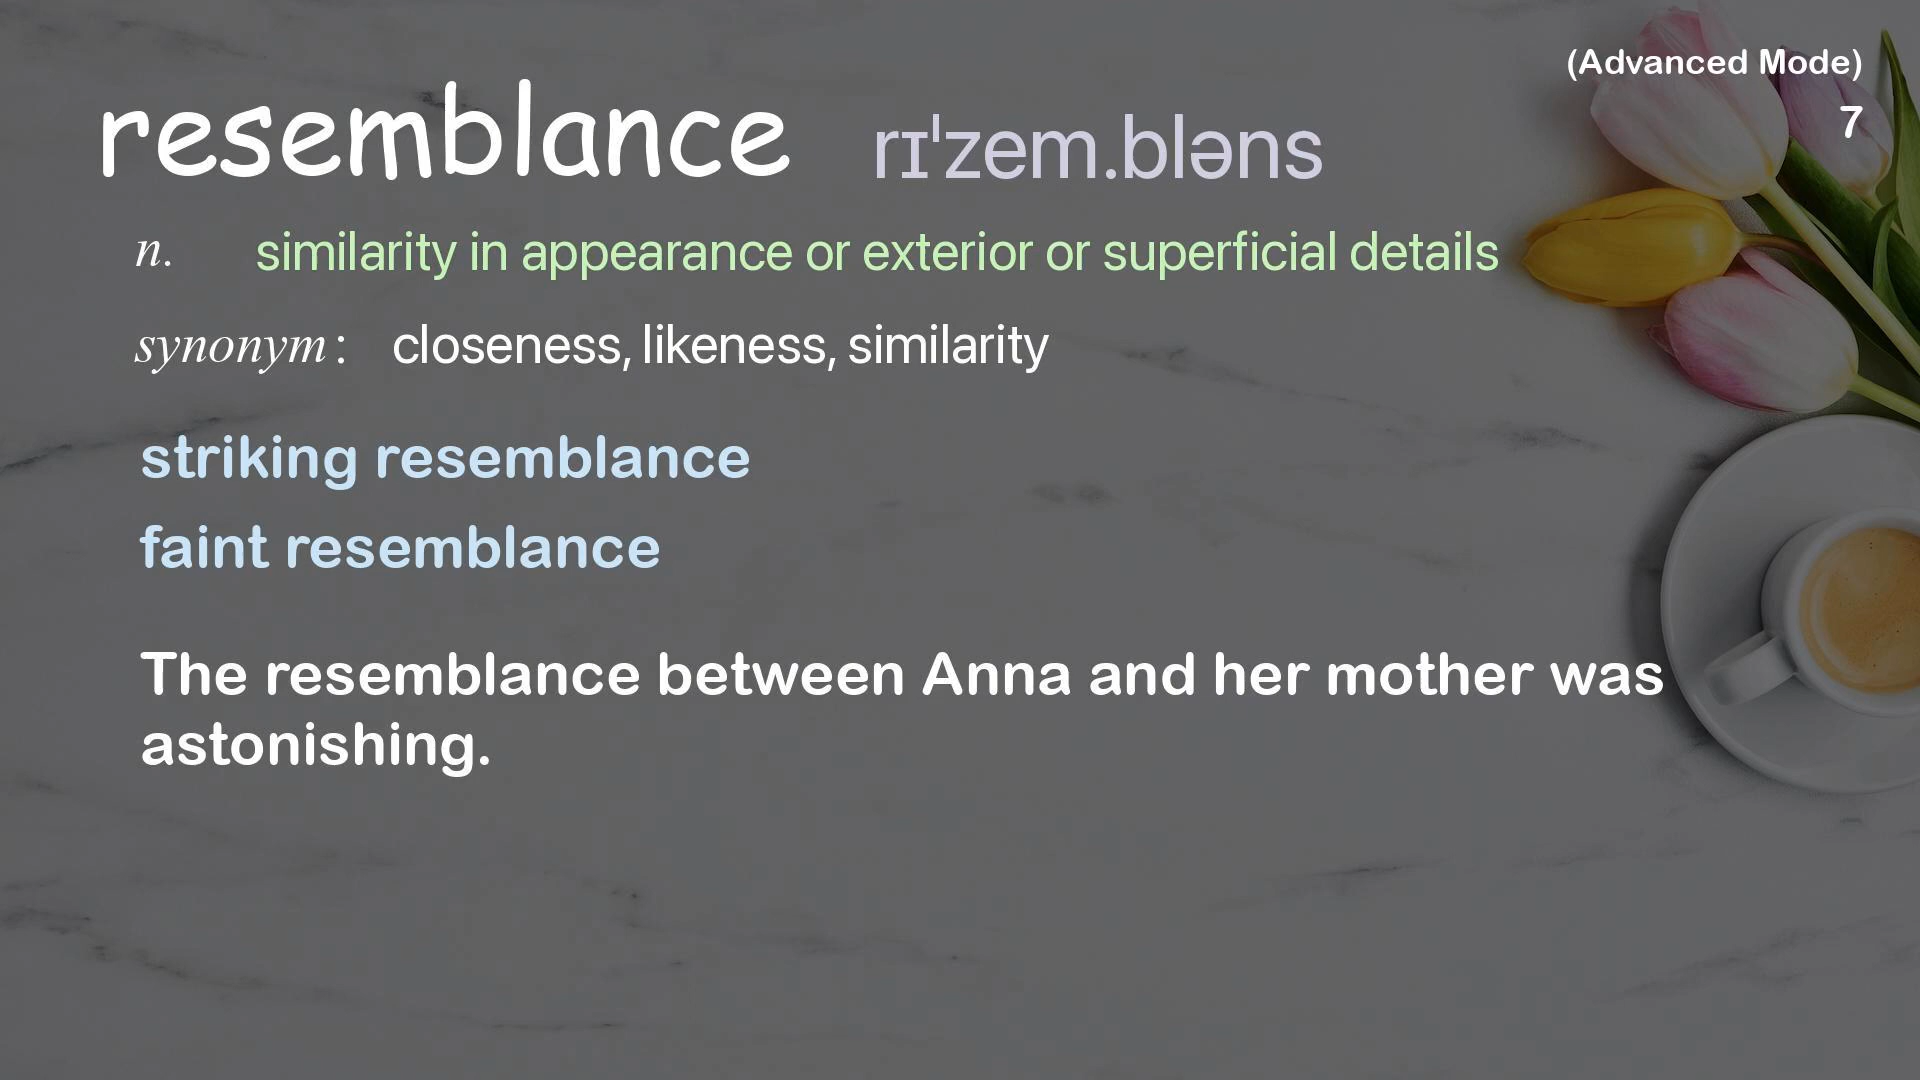 (Advanced Mode)
7
resemblance rɪˈzem.bləns
n. similarity in appearance or exterior or superficial details
synonym: closeness, likeness, similarity
striking resemblance
faint resemblance
The resemblance between Anna and her mother was
astonishing.